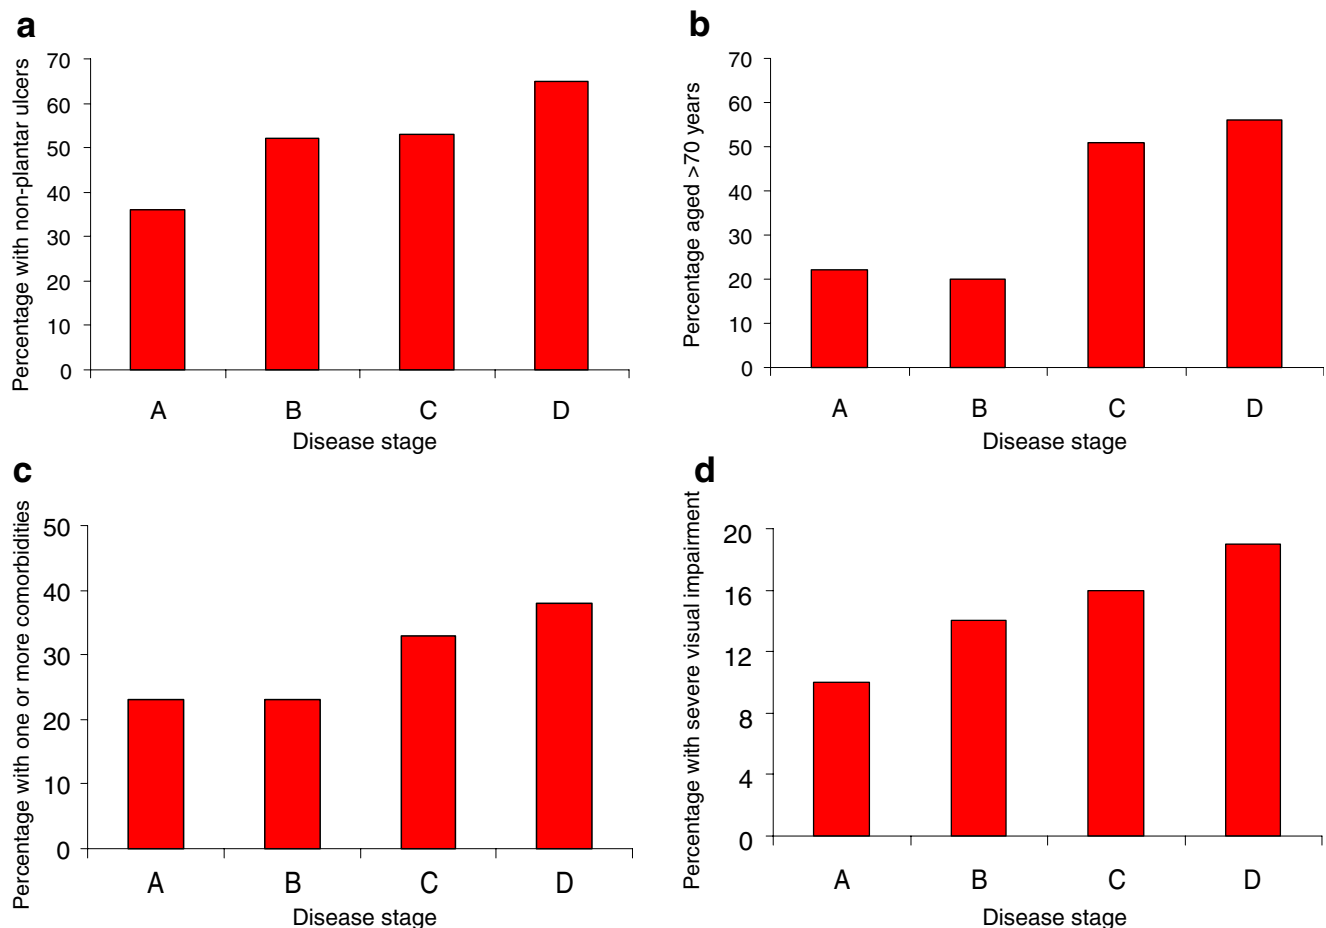 a
Percentage with non-plantar ulcers
70
60
50
40
30
20
10
0
A B C D
Disease stage
b
Percentage aged >70 years
70
60
50
40
30
20
10
0
A B C D
Disease stage
c
Percentage with one or more comorbidities
50
40
30
20
10
0
A B C D
Disease stage
d
Percentage with severe visual impairment
20
16
12
8
4
0
A B C D
Disease stage